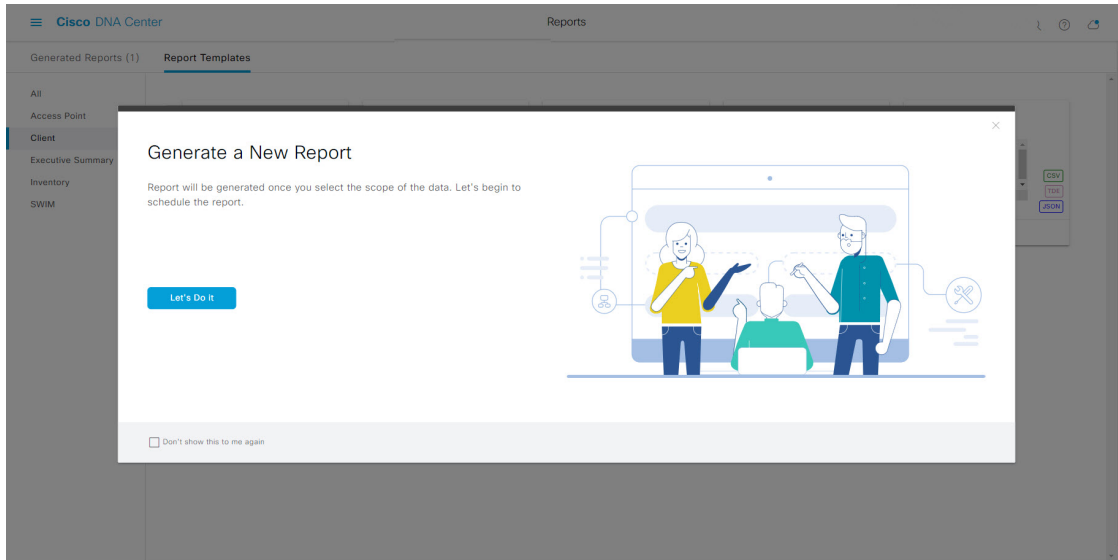 Cisco DNA Center
Reports
Generated Reports (1)
Report Templates
All
Access Point
Client
Executive Summary
Inventory
SWIM
Generate a New Report
Report will be generated once you select the scope of the data. Let's begin to
schedule the report.
Let's Do it
Don't show this to me again
CSV
TDE
JSON